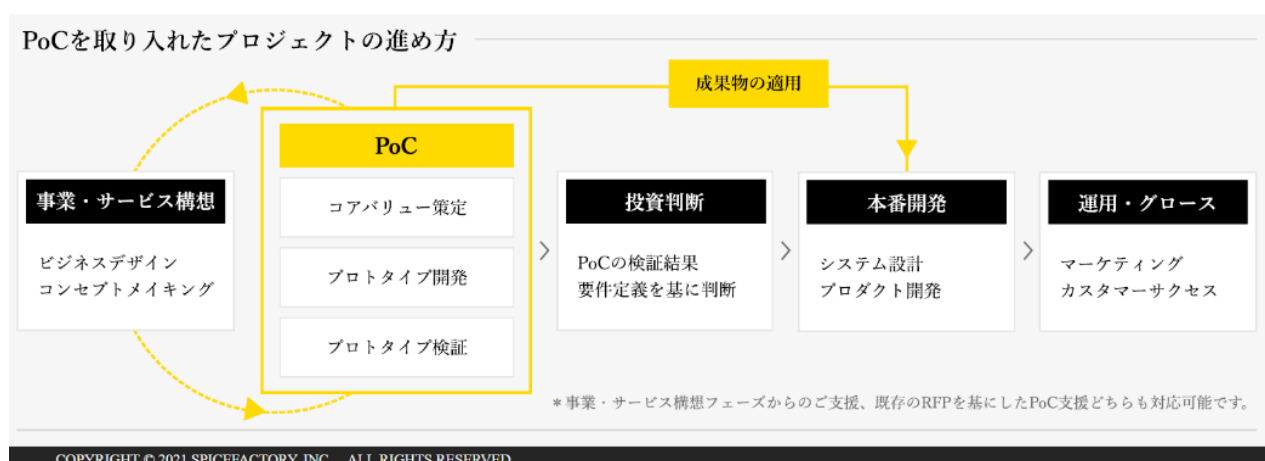 PoCを取り入れたプロジェクトの進め方
成果物の適用
事業・サービス構想
ビジネスデザイン
コンセプトメイキング
PoC
コアバリュー策定
プロトタイプ開発
プロトタイプ検証
投資判断
PoCの検証結果
要件定義を基に判断
本番開発
システム設計
プロダクト開発
運用・グロース
マーケティング
カスタマーサクセス
*事業・サービス構想フェーズからのご支援、既存のRFPを基にしたPoC支援どちらも対応可能です。
COPYRIGHT © 2021 SPICEFACTORY, INC. ALL RIGHTS RESERVED